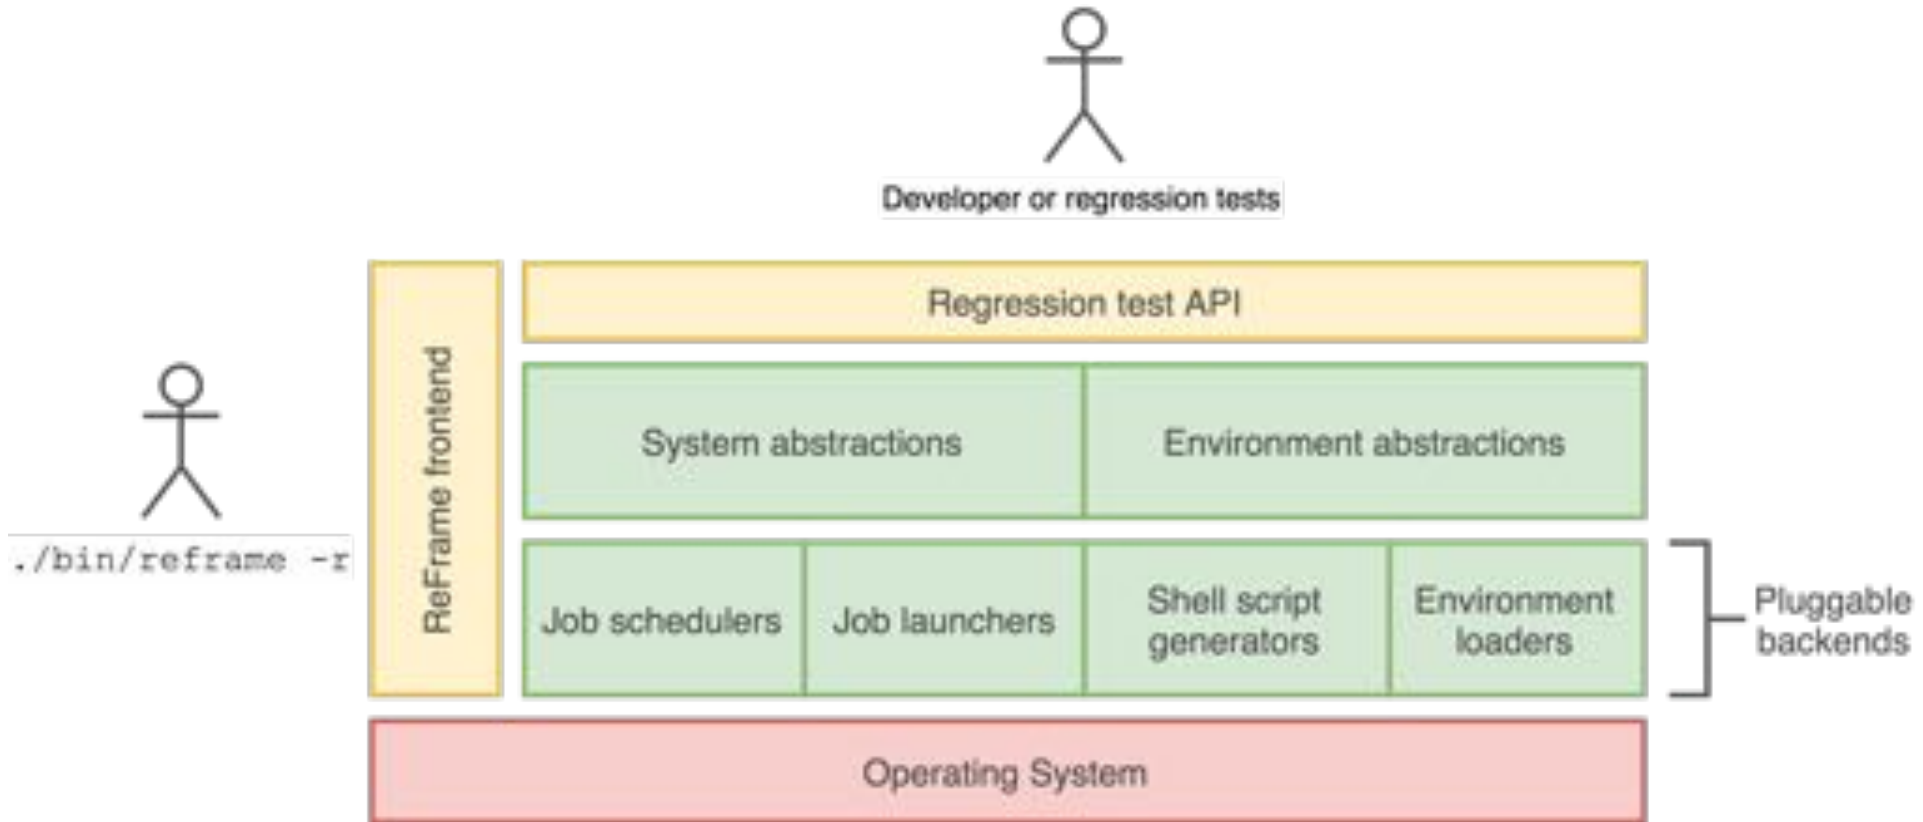 Developer or regression tests
Regression test API
ReFrame frontend
System abstractions
Environment abstractions
./bin/reframe -r
Job schedulers
Job launchers
Shell script
generators
Environment
loaders
Pluggable
backends
Operating System